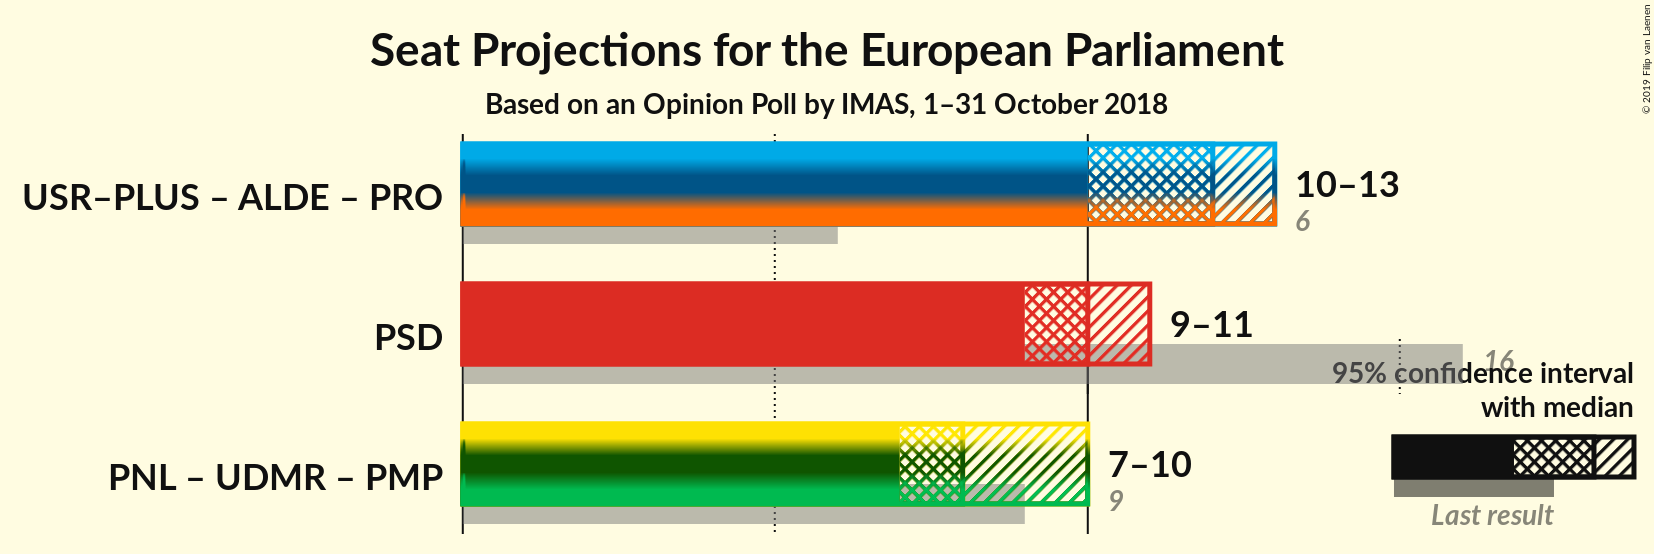 Seat Projections for the European Parliament
Based on an Opinion Poll by IMAS, 1–31 October 2018
© 2019 Filip van Laenen
USR–PLUS – ALDE – PRO
10–13
6
PSD
9–11
16
95% confidence interval
with median
PNL – UDMR – PMP
7–10
9
Last result